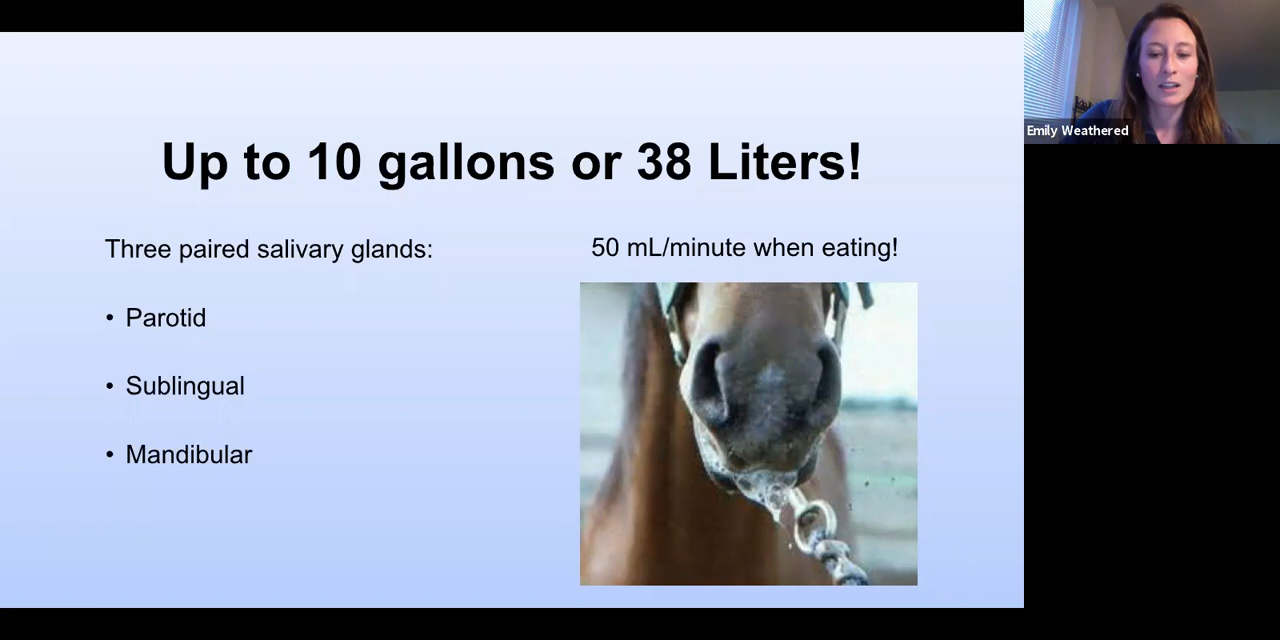 Up to 10 gallons or 38 Liters!
Three paired salivary glands:
• Parotid
• Sublingual
• Mandibular
50 mL/minute when eating!
Emily Weathered